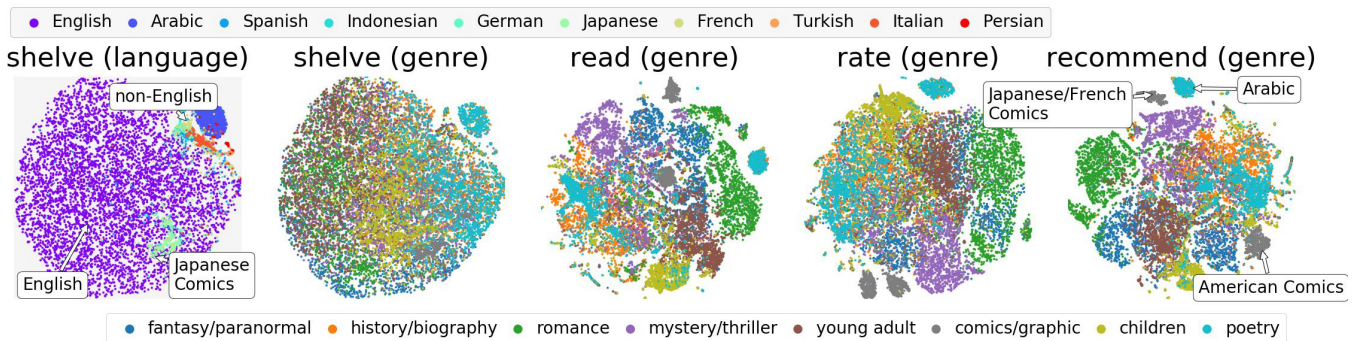 English Arabic Spanish Indonesian German Japanese French Turkish Italian Persian
shelve (language) shelve (genre) read (genre) rate (genre) recommend (genre)
non-English
English
Japanese
Comics
Japanese/French
Comics
Arabic
American Comics
fantasy/paranormal history/biography romance mystery/thriller young adult comics/graphic children poetry